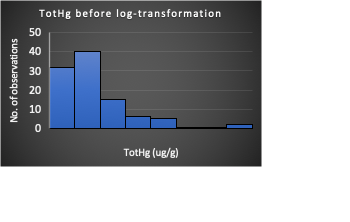 TotHg before log-transformation
No. of observations
50
40
30
20
10
0
TotHg (ug/g)